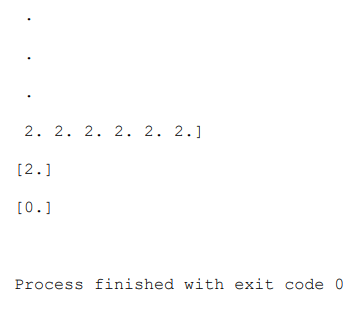 .
.
.
2. 2. 2. 2. 2. 2.]
[2.]
[0.]
Process finished with exit code 0